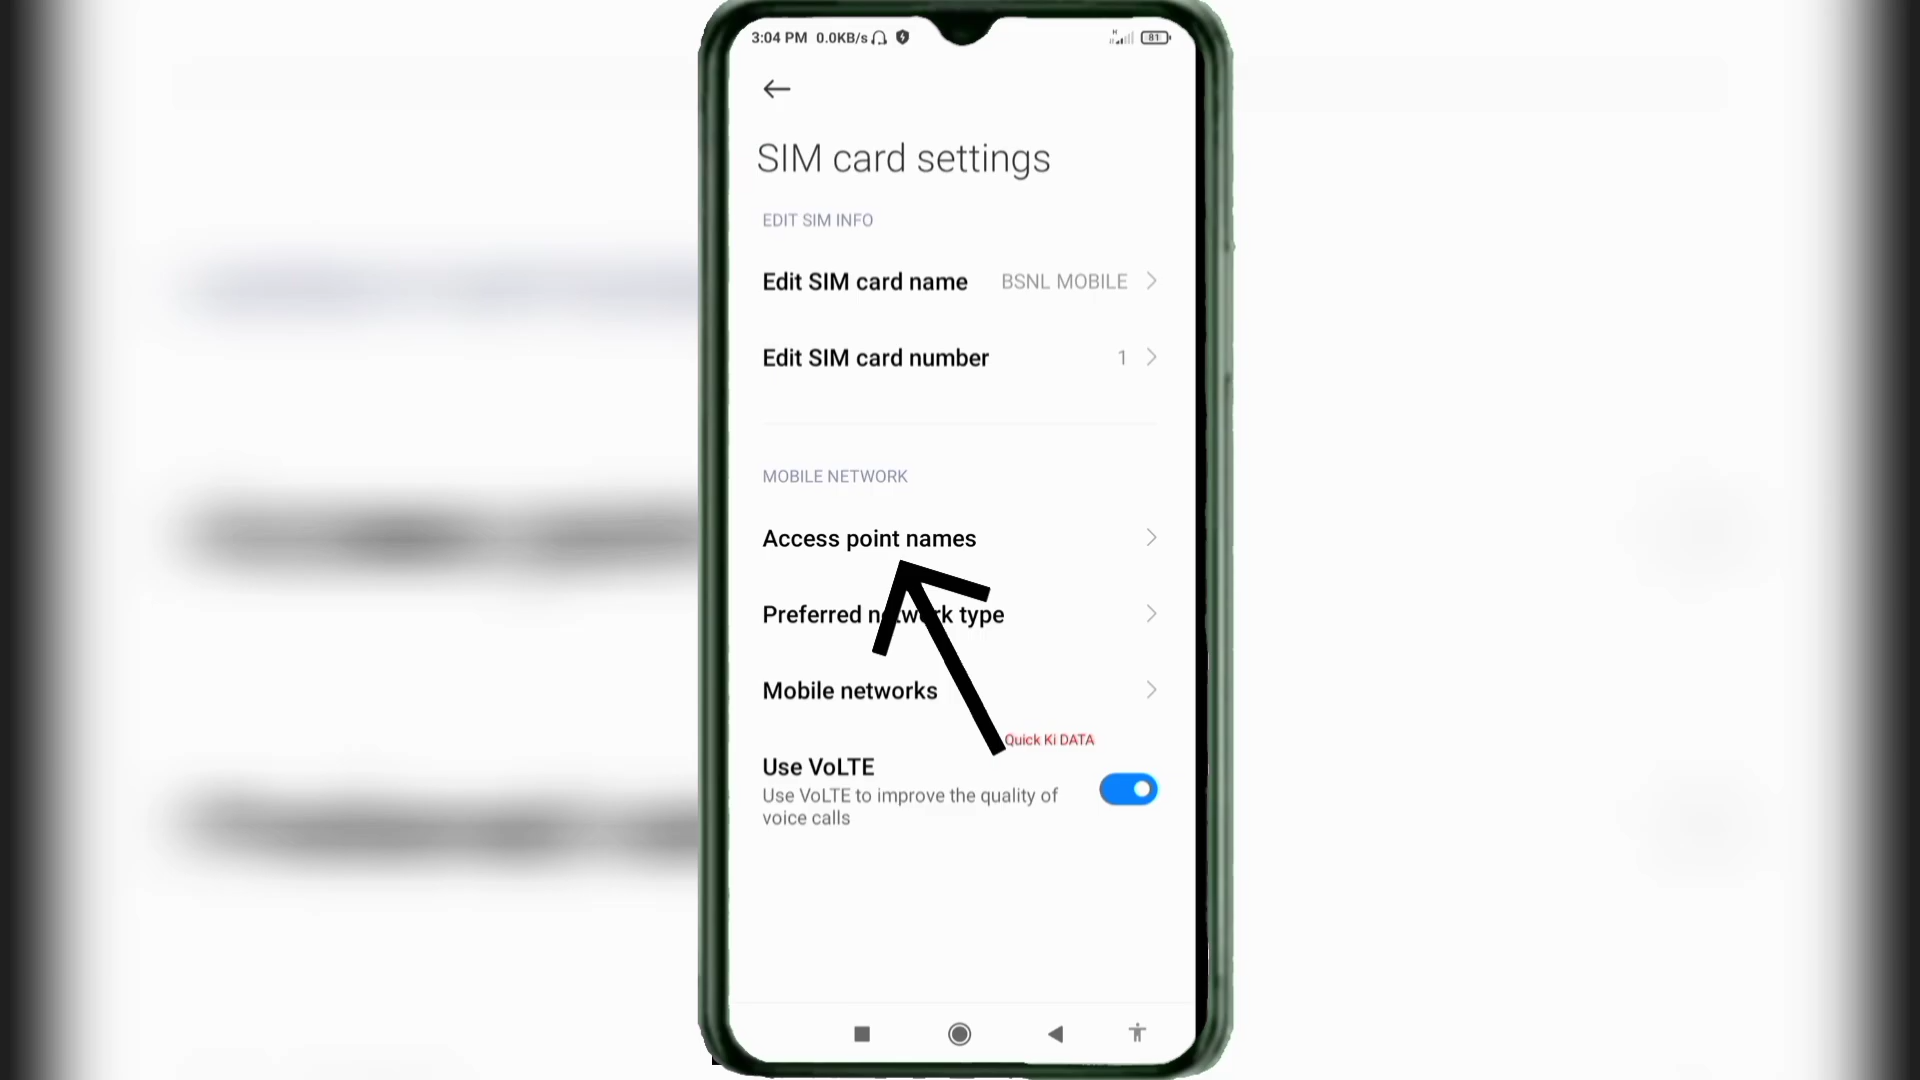 3:04 PM 0.0KB/s
H
81
SIM card settings
EDIT SIM INFO
Edit SIM card name BSNL MOBILE
Edit SIM card number 1
MOBILE NETWORK
Access point names
Preferred network type
Mobile networks
Quick Ki DATA
Use VoLTE
Use VoLTE to improve the quality of
voice calls